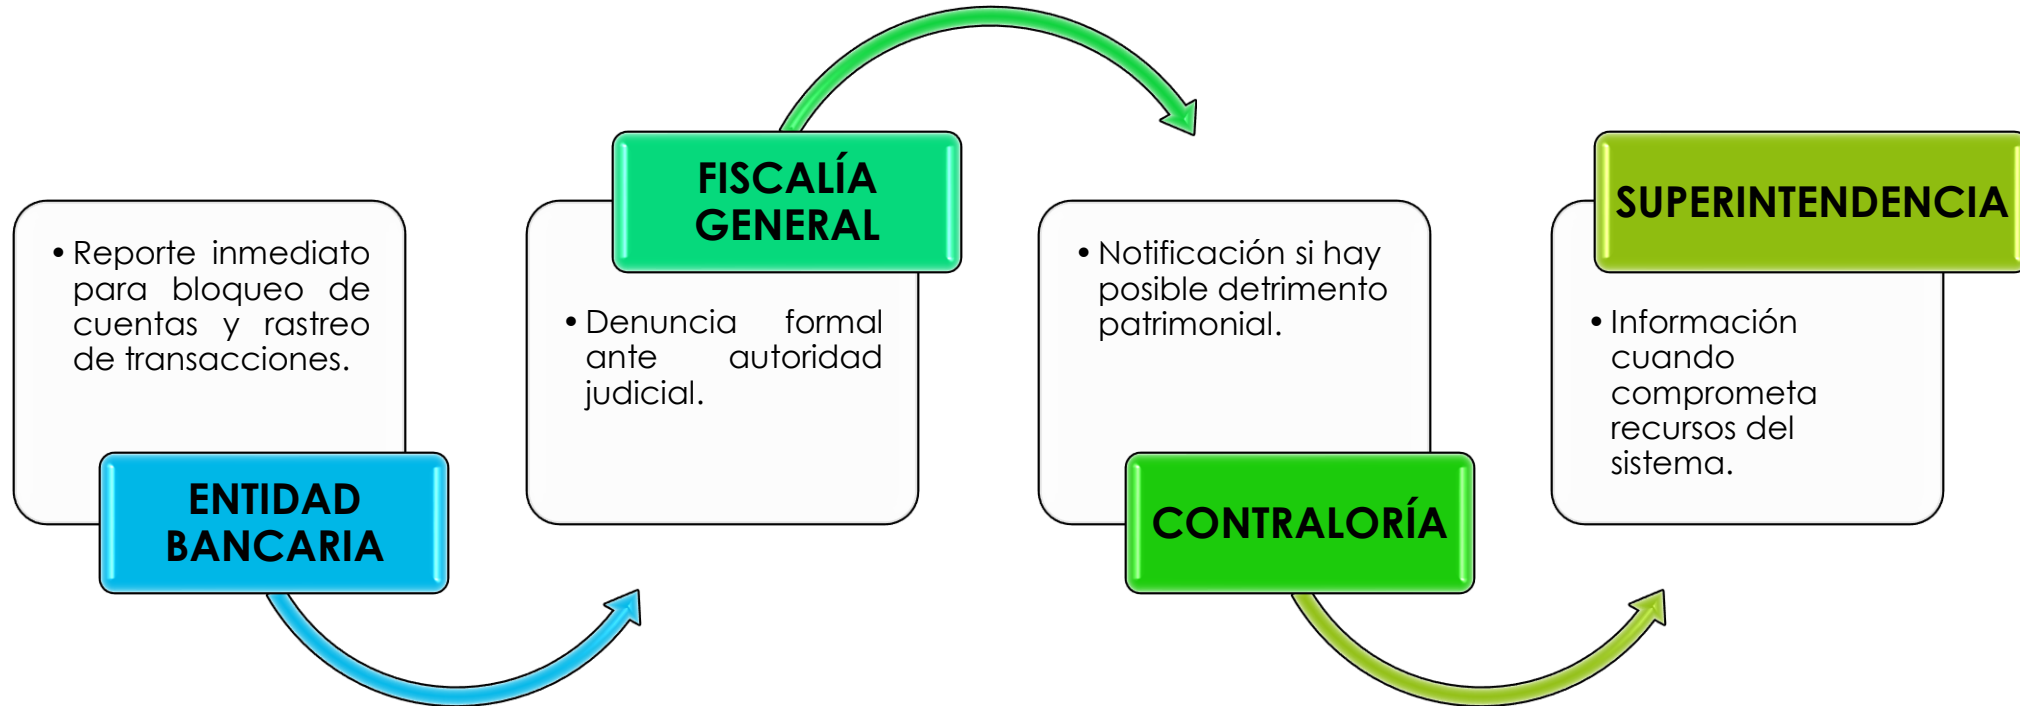 • Reporte inmediato
para bloqueo de
cuentas y rastreo
de transacciones.
ENTIDAD
BANCARIA
FISCALÍA
GENERAL
• Denuncia formal
ante autoridad
judicial.
• Notificación si hay
posible detrimento
patrimonial.
CONTRALORÍA
SUPERINTENDENCIA
• Información
cuando
comprometa
recursos del
sistema.